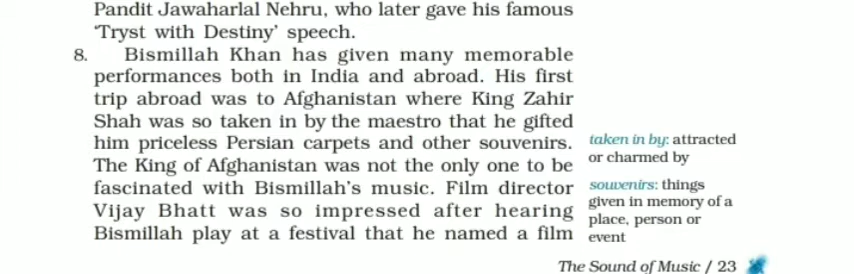 Pandit Jawaharlal Nehru, who later gave his famous
‘Tryst with Destiny’ speech.
8. Bismillah Khan has given many memorable
performances both in India and abroad. His first
trip abroad was to Afghanistan where King Zahir
Shah was so taken in by the maestro that he gifted
him priceless Persian carpets and other souvenirs.
The King of Afghanistan was not the only one to be
fascinated with Bismillah’s music. Film director
Vijay Bhatt was so impressed after hearing
Bismillah play at a festival that he named a film
taken in by: attracted
or charmed by
souvenirs: things
given in memory of a
place, person or
event
The Sound of Music / 23